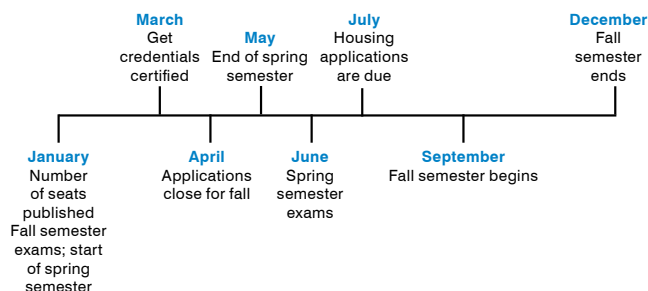 March
Get
credentials
certified
May
End of spring
semester
July
Housing
applications
are due
December
Fall
semester
ends
January
Number
of seats
published
Fall semester
exams; start
of spring
semester
April
Applications
close for fall
June
Spring
semester
exams
September
Fall semester begins